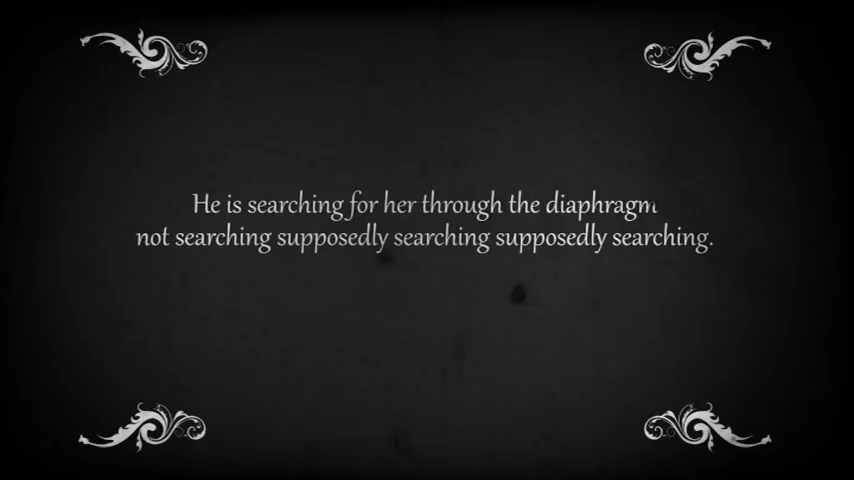 He is searching for her through the diaphragm
not searching supposedly searching supposedly searching.